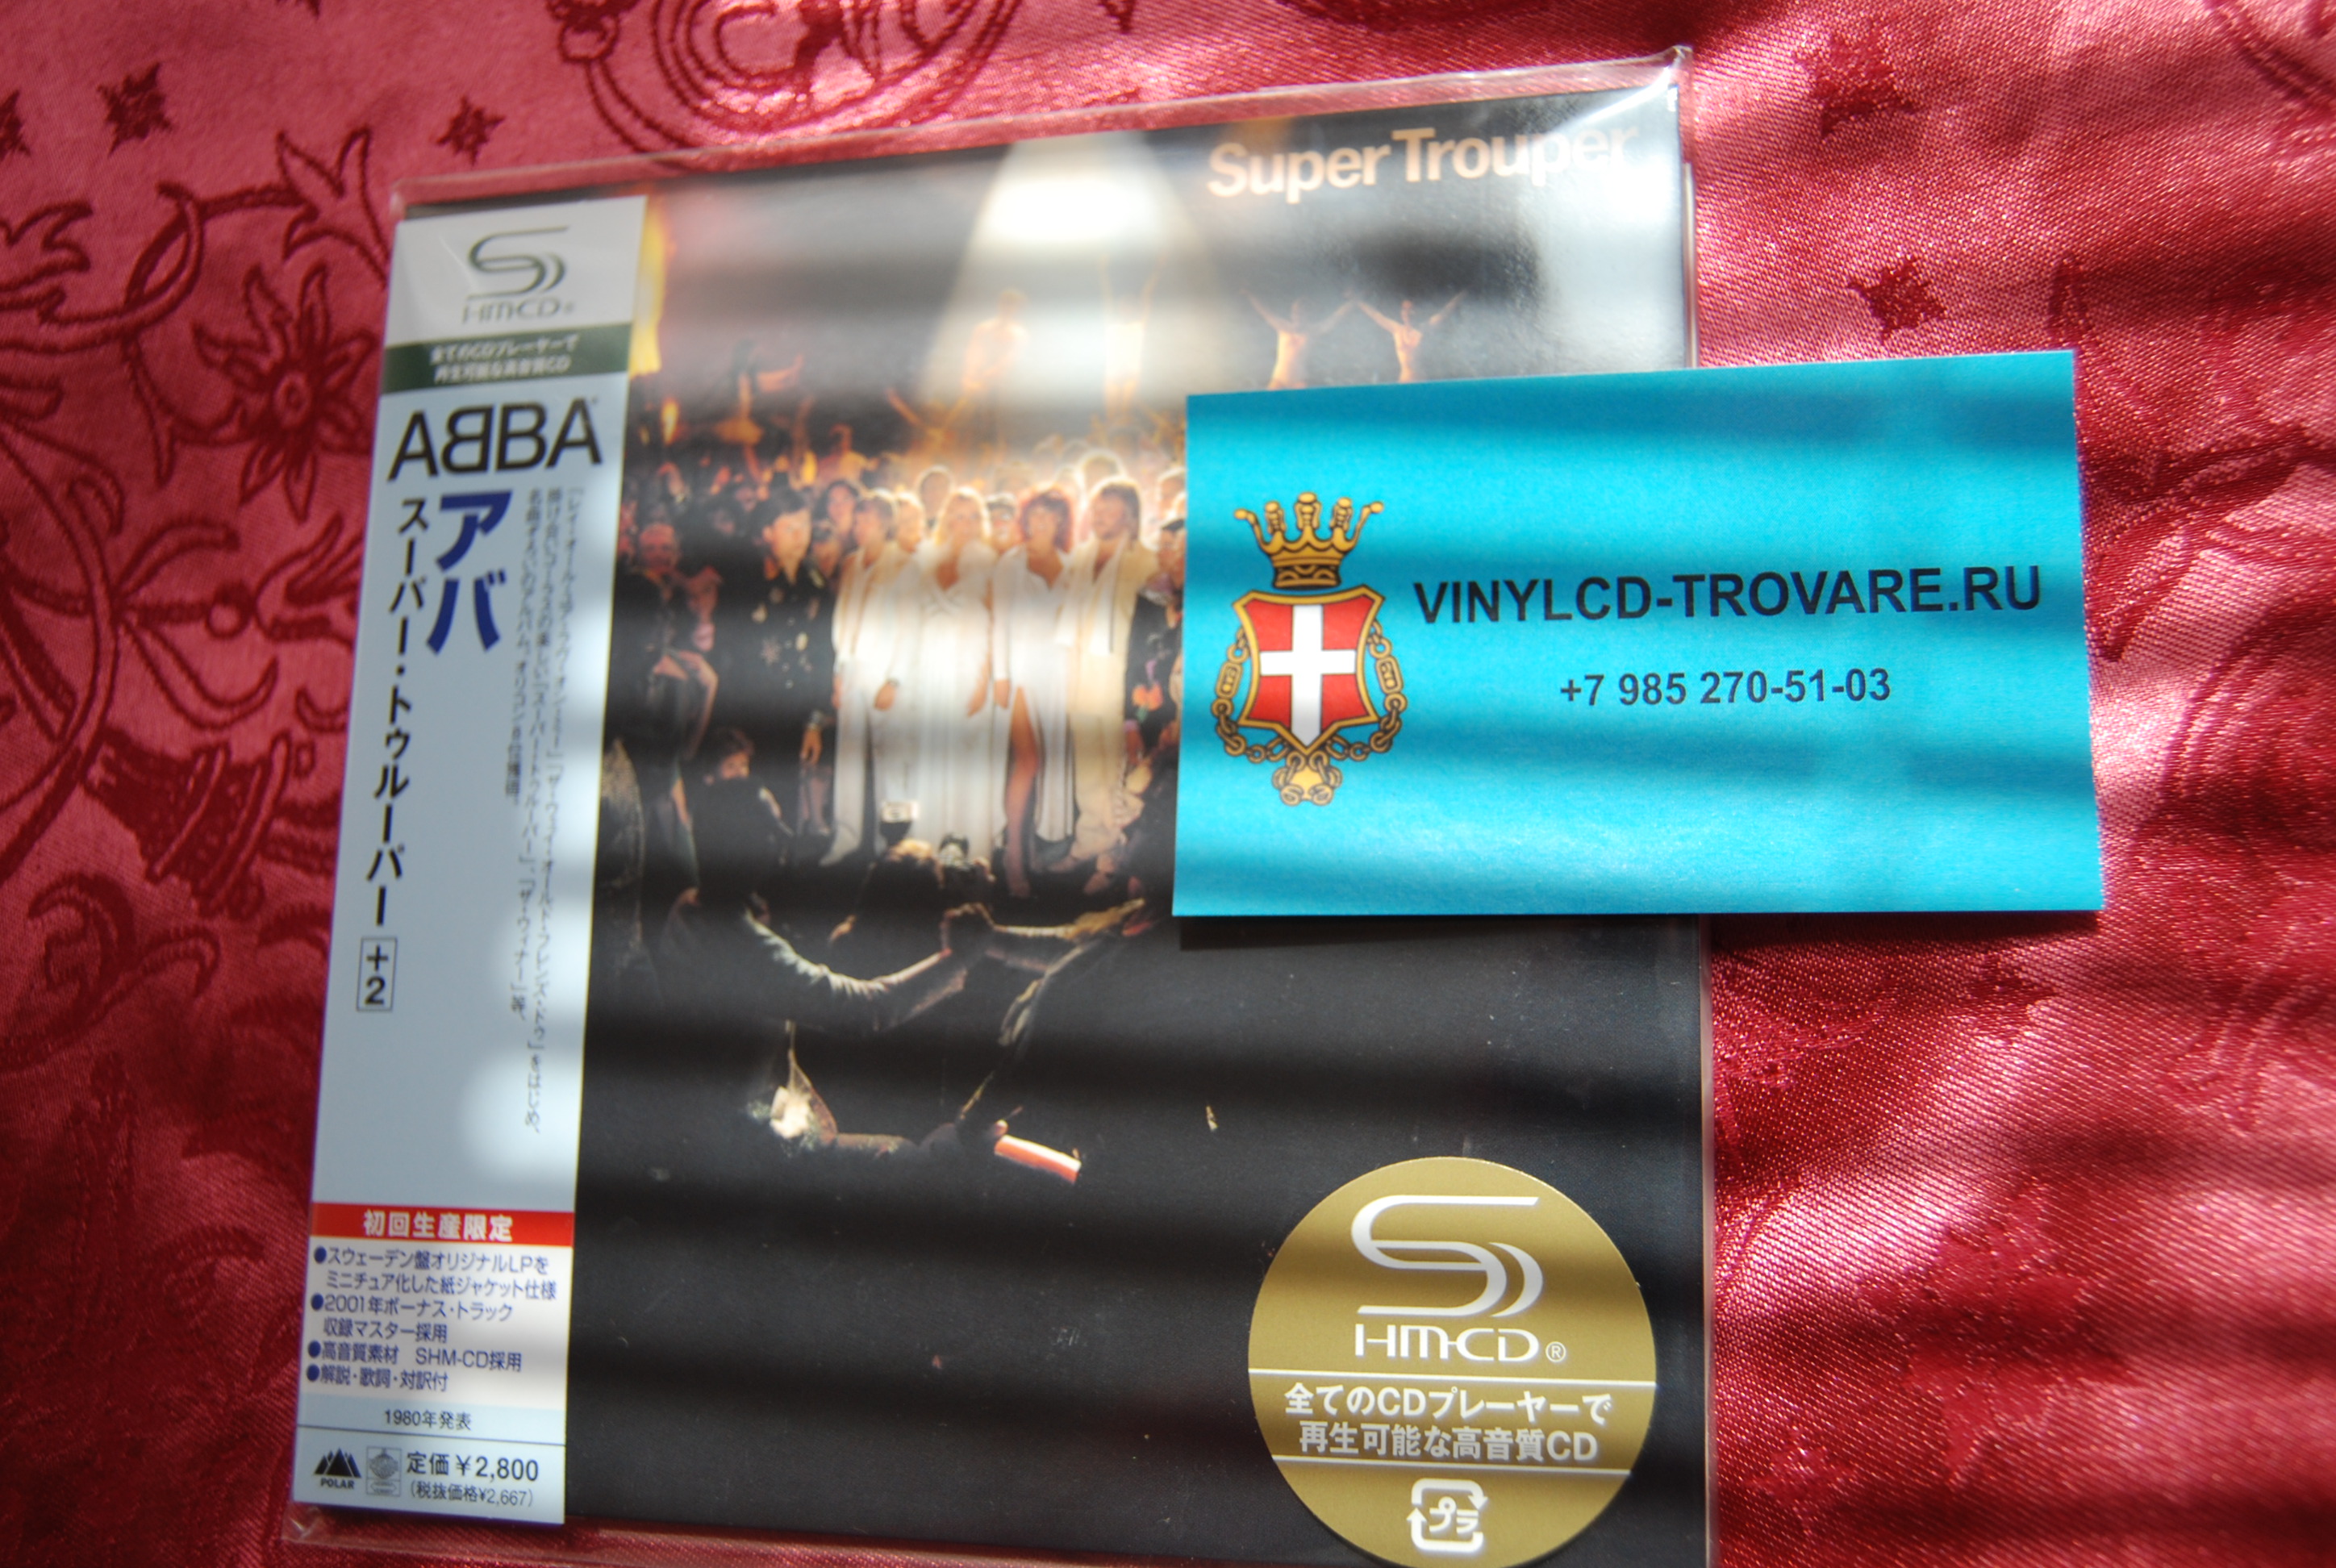 Super Trouper
HM-CD®
全てのCDプレーヤーで
再生可能な高音質CD
ABBA
アバ
スーパー・トゥルーパー +2
初回生産限定
●スウェーデン盤オリジナルLPを
ミニチュア化した紙ジャケット仕様
●2001年ボーナス・トラック
収録マスター採用
●高音質素材 SHM-CD採用
●解説・歌詞・対訳付
1980年発表
POLAR
定価￥2,800
(税抜価格¥2,667)
VINYLCD-TROVARE.RU
+7 985 270-51-03
HM-CD®
全てのCDプレーヤーで
再生可能な高音質CD
プラ